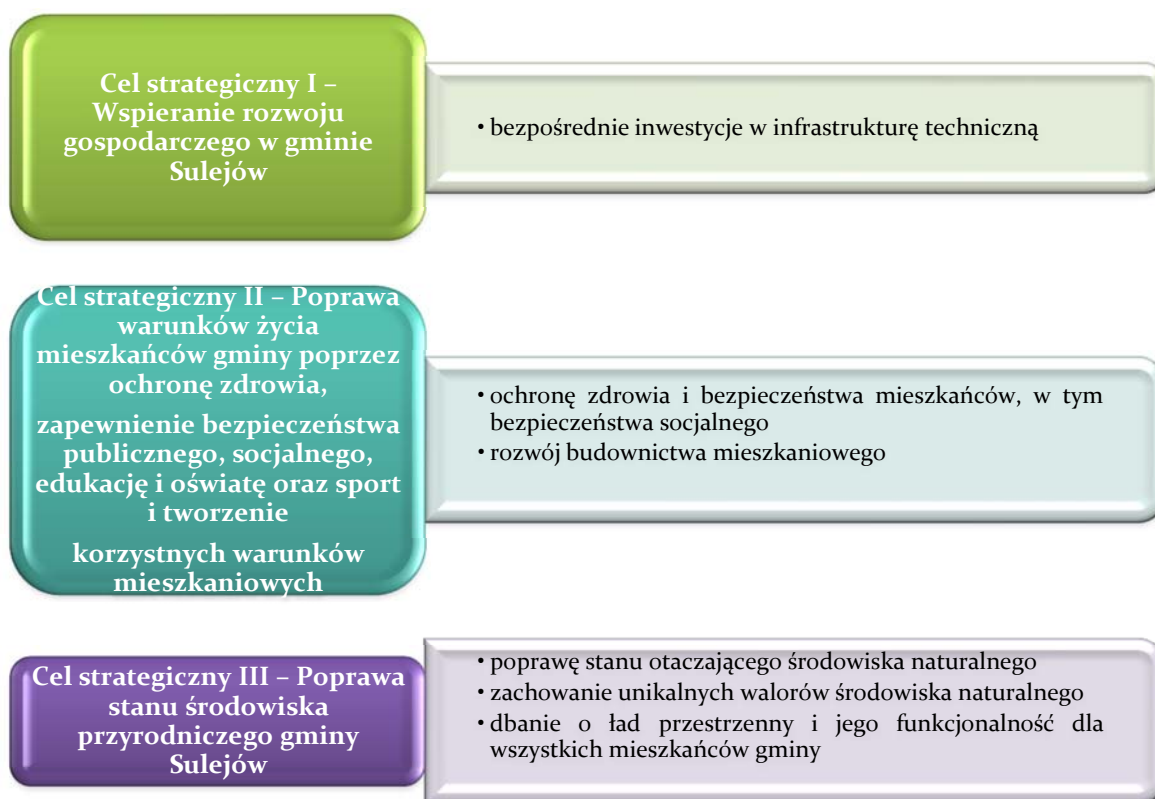 Cel strategiczny I –
Wspieranie rozwoju
gospodarczego w gminie
Sulejów
• bezpośrednie inwestycje w infrastrukturę techniczną
Cel strategiczny II – Poprawa
warunków życia
mieszkańców gminy poprzez
ochronę zdrowia,
zapewnienie bezpieczeństwa
publicznego, socjalnego,
edukację i oświatę oraz sport
i tworzenie
korzystnych warunków
mieszkaniowych
• ochronę zdrowia i bezpieczeństwa mieszkańców, w tym
bezpieczeństwa socjalnego
• rozwój budownictwa mieszkaniowego
Cel strategiczny III – Poprawa
stanu środowiska
przyrodniczego gminy
Sulejów
• poprawę stanu otaczającego środowiska naturalnego
• zachowanie unikalnych walorów środowiska naturalnego
• dbanie o ład przestrzenny i jego funkcjonalność dla
wszystkich mieszkańców gminy